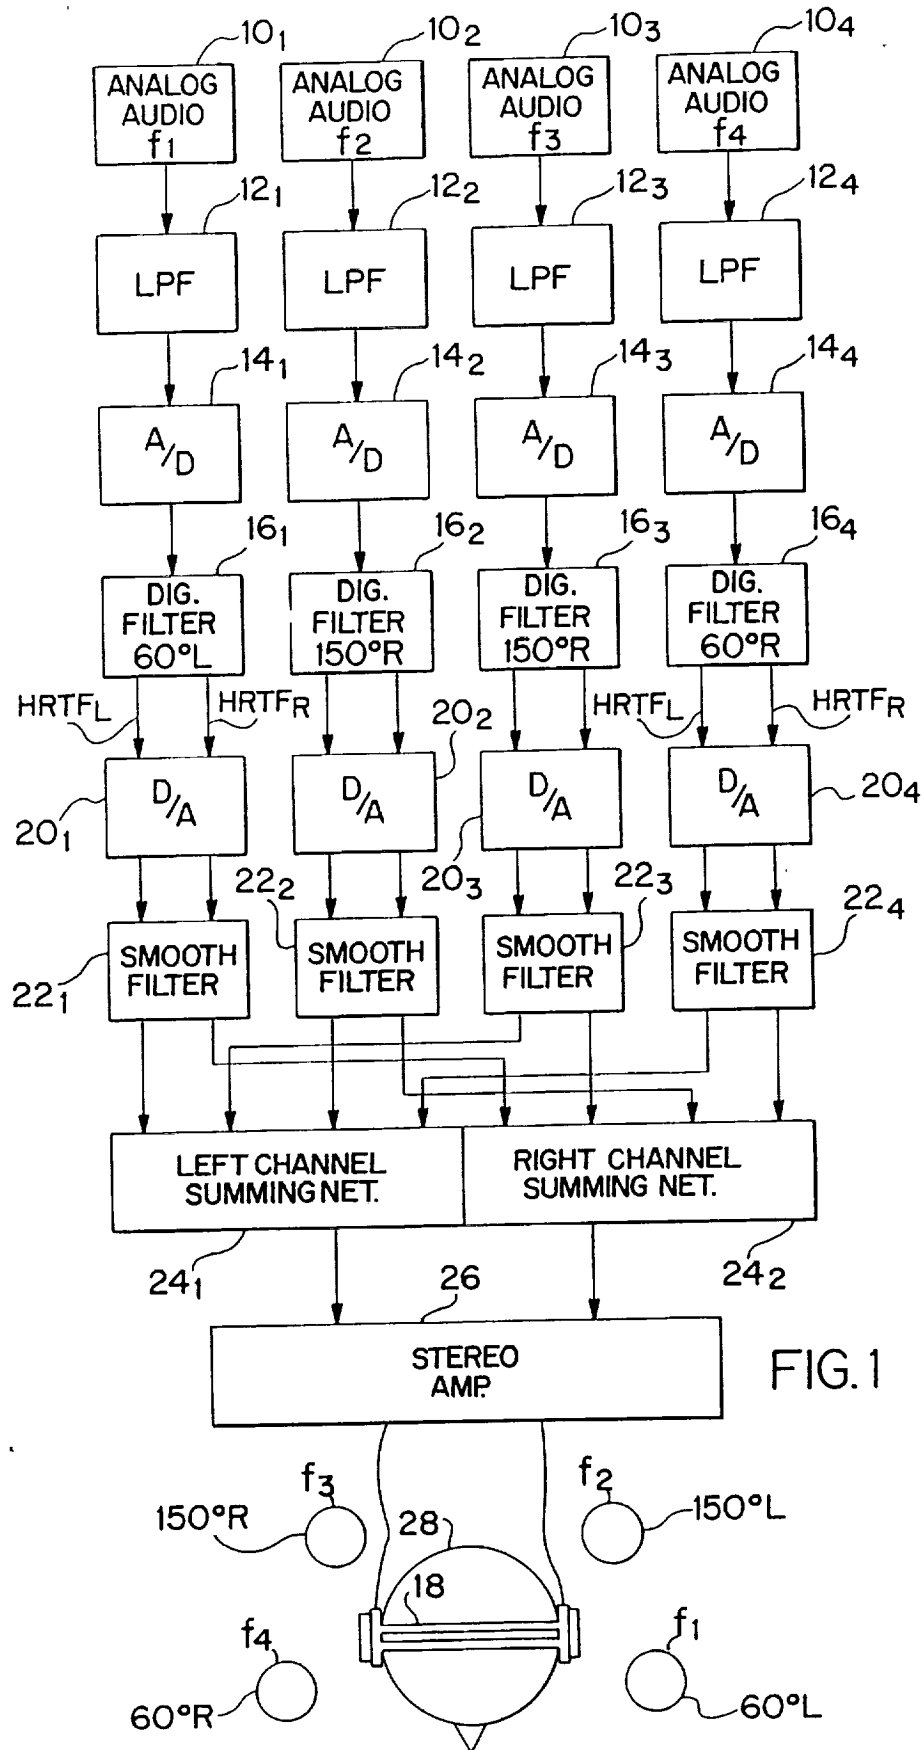 10₁ 10₂ 10₃ 10₄
ANALOG AUDIO f1
ANALOG AUDIO f2
ANALOG AUDIO f3
ANALOG AUDIO f4
12₁ 12₂ 12₃ 12₄
LPF LPF LPF LPF
14₁ 14₂ 14₃ 14₄
A/D A/D A/D A/D
16₁ 16₂ 16₃ 16₄
DIG. FILTER 60°L
DIG. FILTER 150°R
DIG. FILTER 150°R
DIG. FILTER 60°R
HRTF_L HRTF_R HRTF_L HRTF_R
D/A D/A D/A D/A
20₁ 20₂ 20₃ 20₄
22₁ 22₂ 22₃ 22₄
SMOOTH FILTER
SMOOTH FILTER
SMOOTH FILTER
SMOOTH FILTER
LEFT CHANNEL
SUMMING NET.
RIGHT CHANNEL
SUMMING NET.
24₁ 24₂
26
STEREO
AMP.
FIG. 1
f3 f2
150°R 150°L
28
18
f4 f1
60°R 60°L